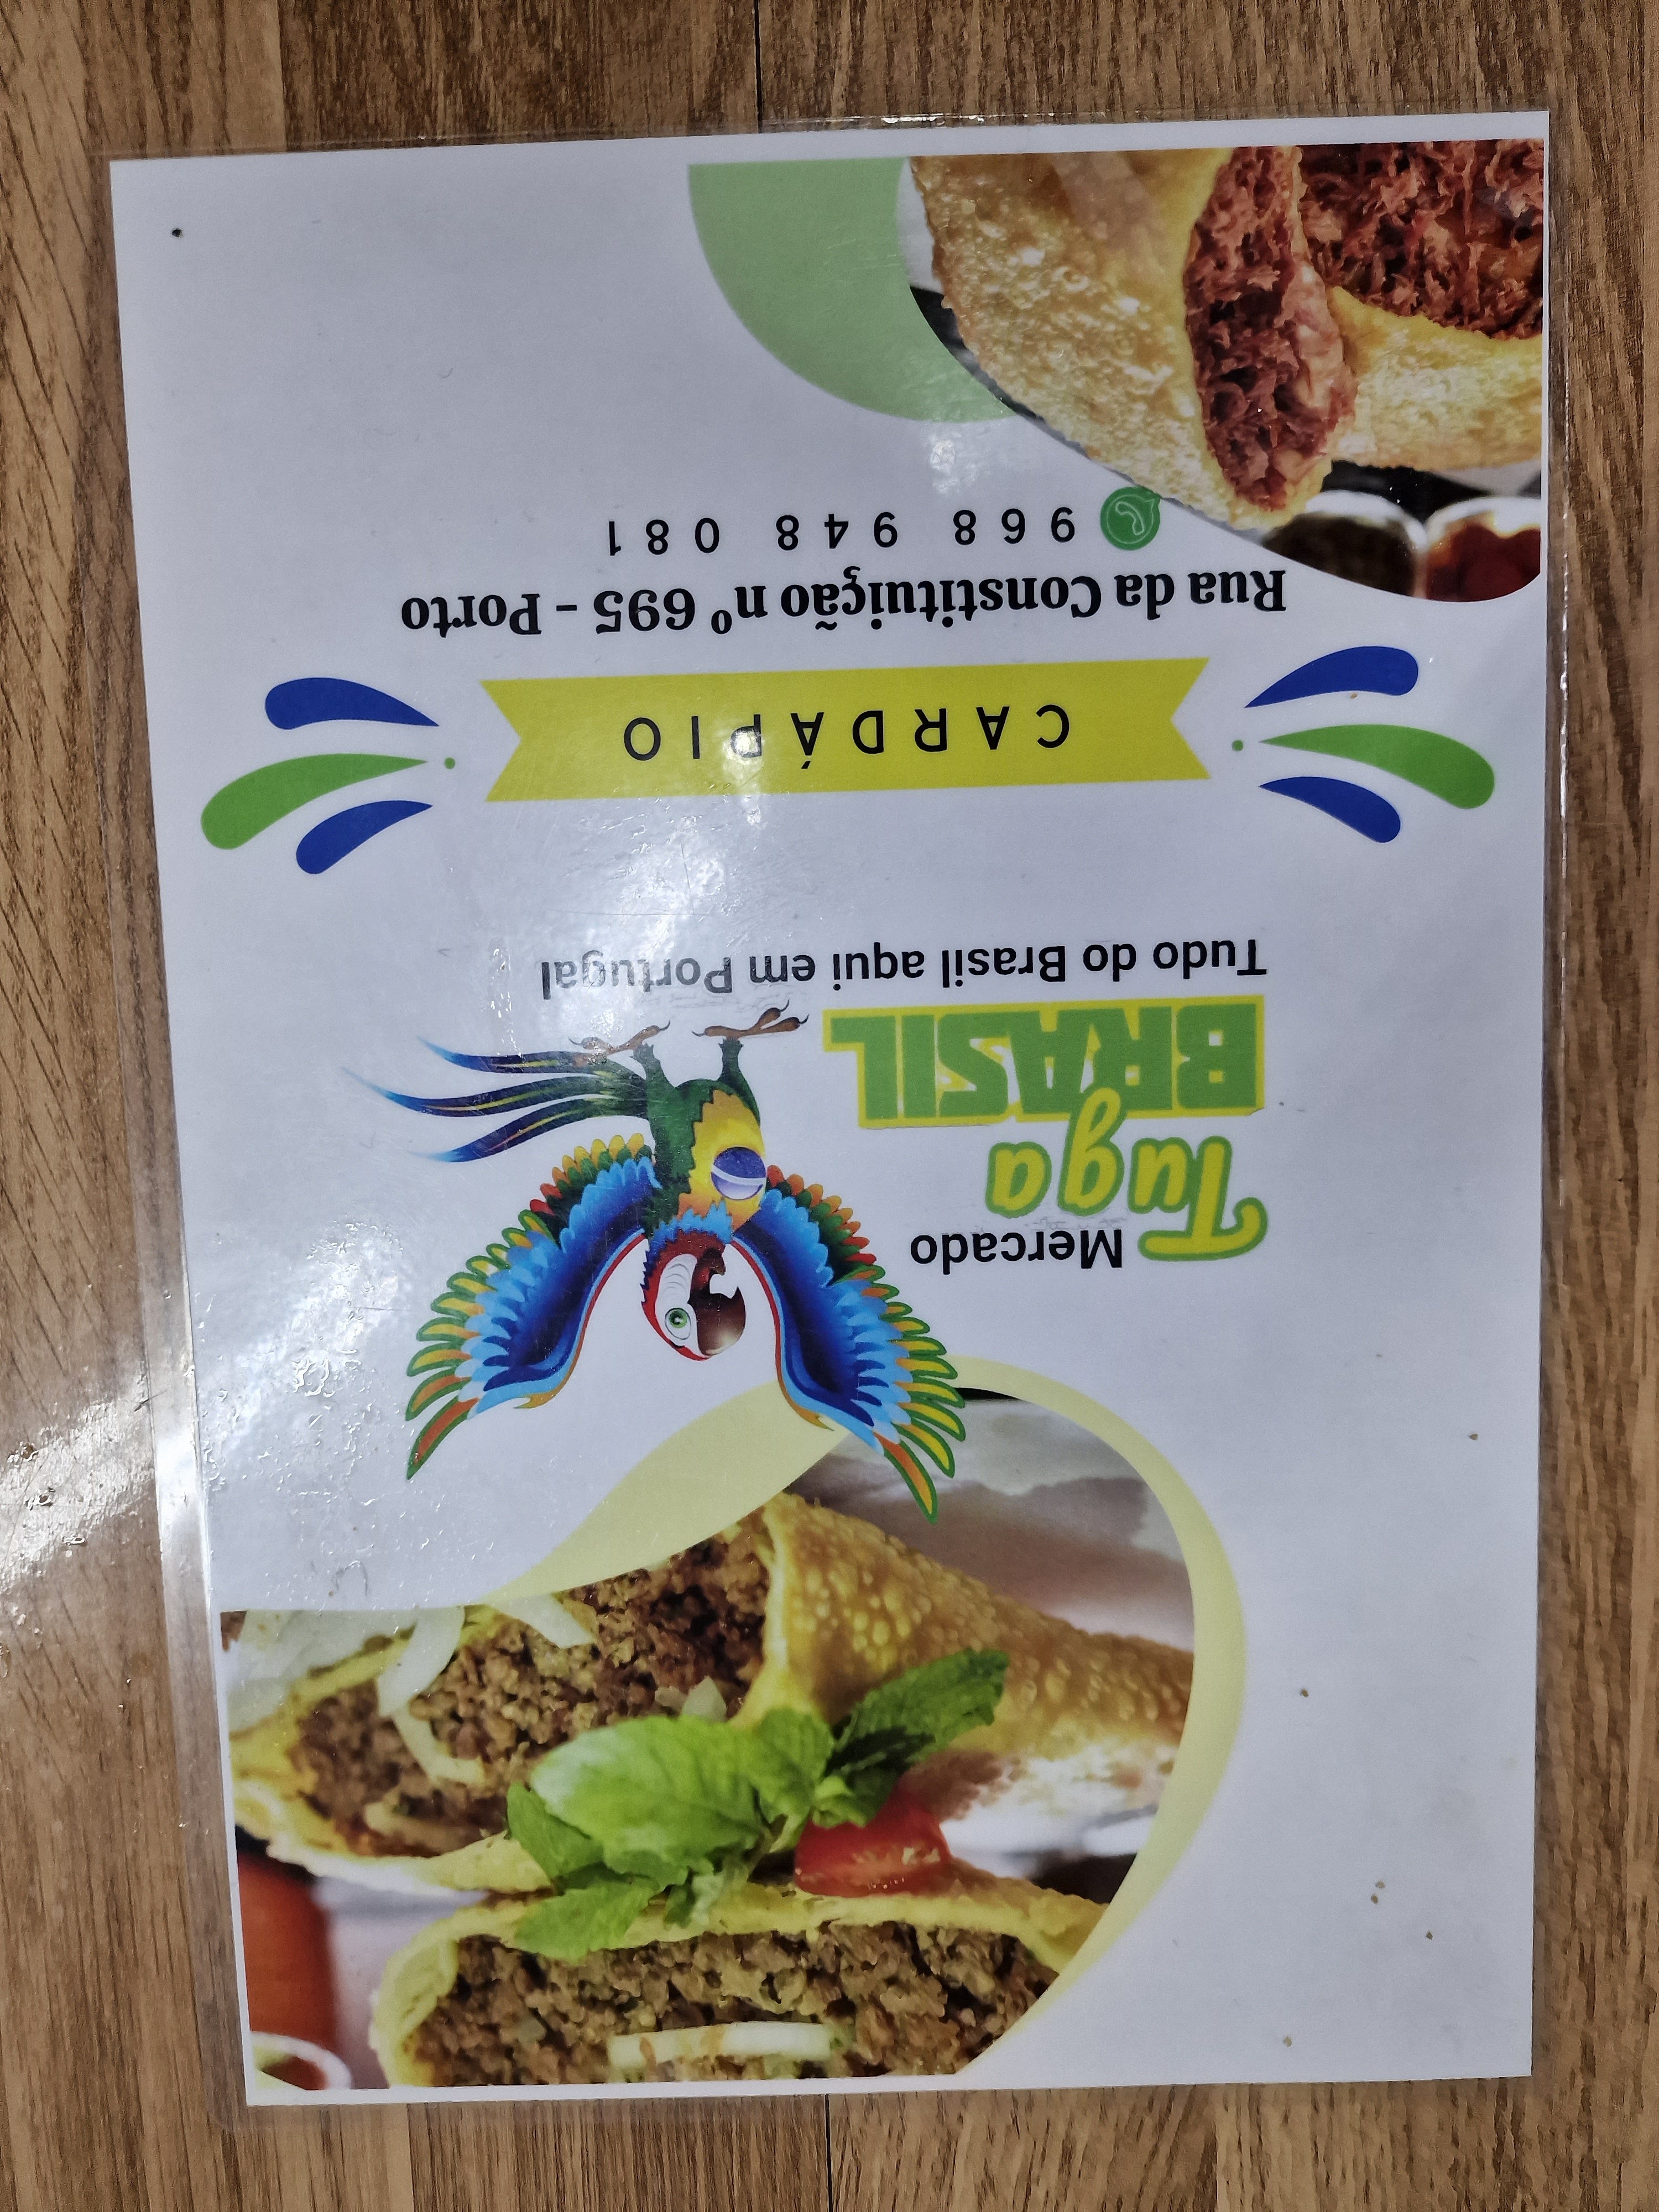 Mercado
Tuga
BRASIL
Tudo do Brasil aqui em Portugal
CARDÁPIO
Rua da Constituição nº 695 - Porto
968 948 081